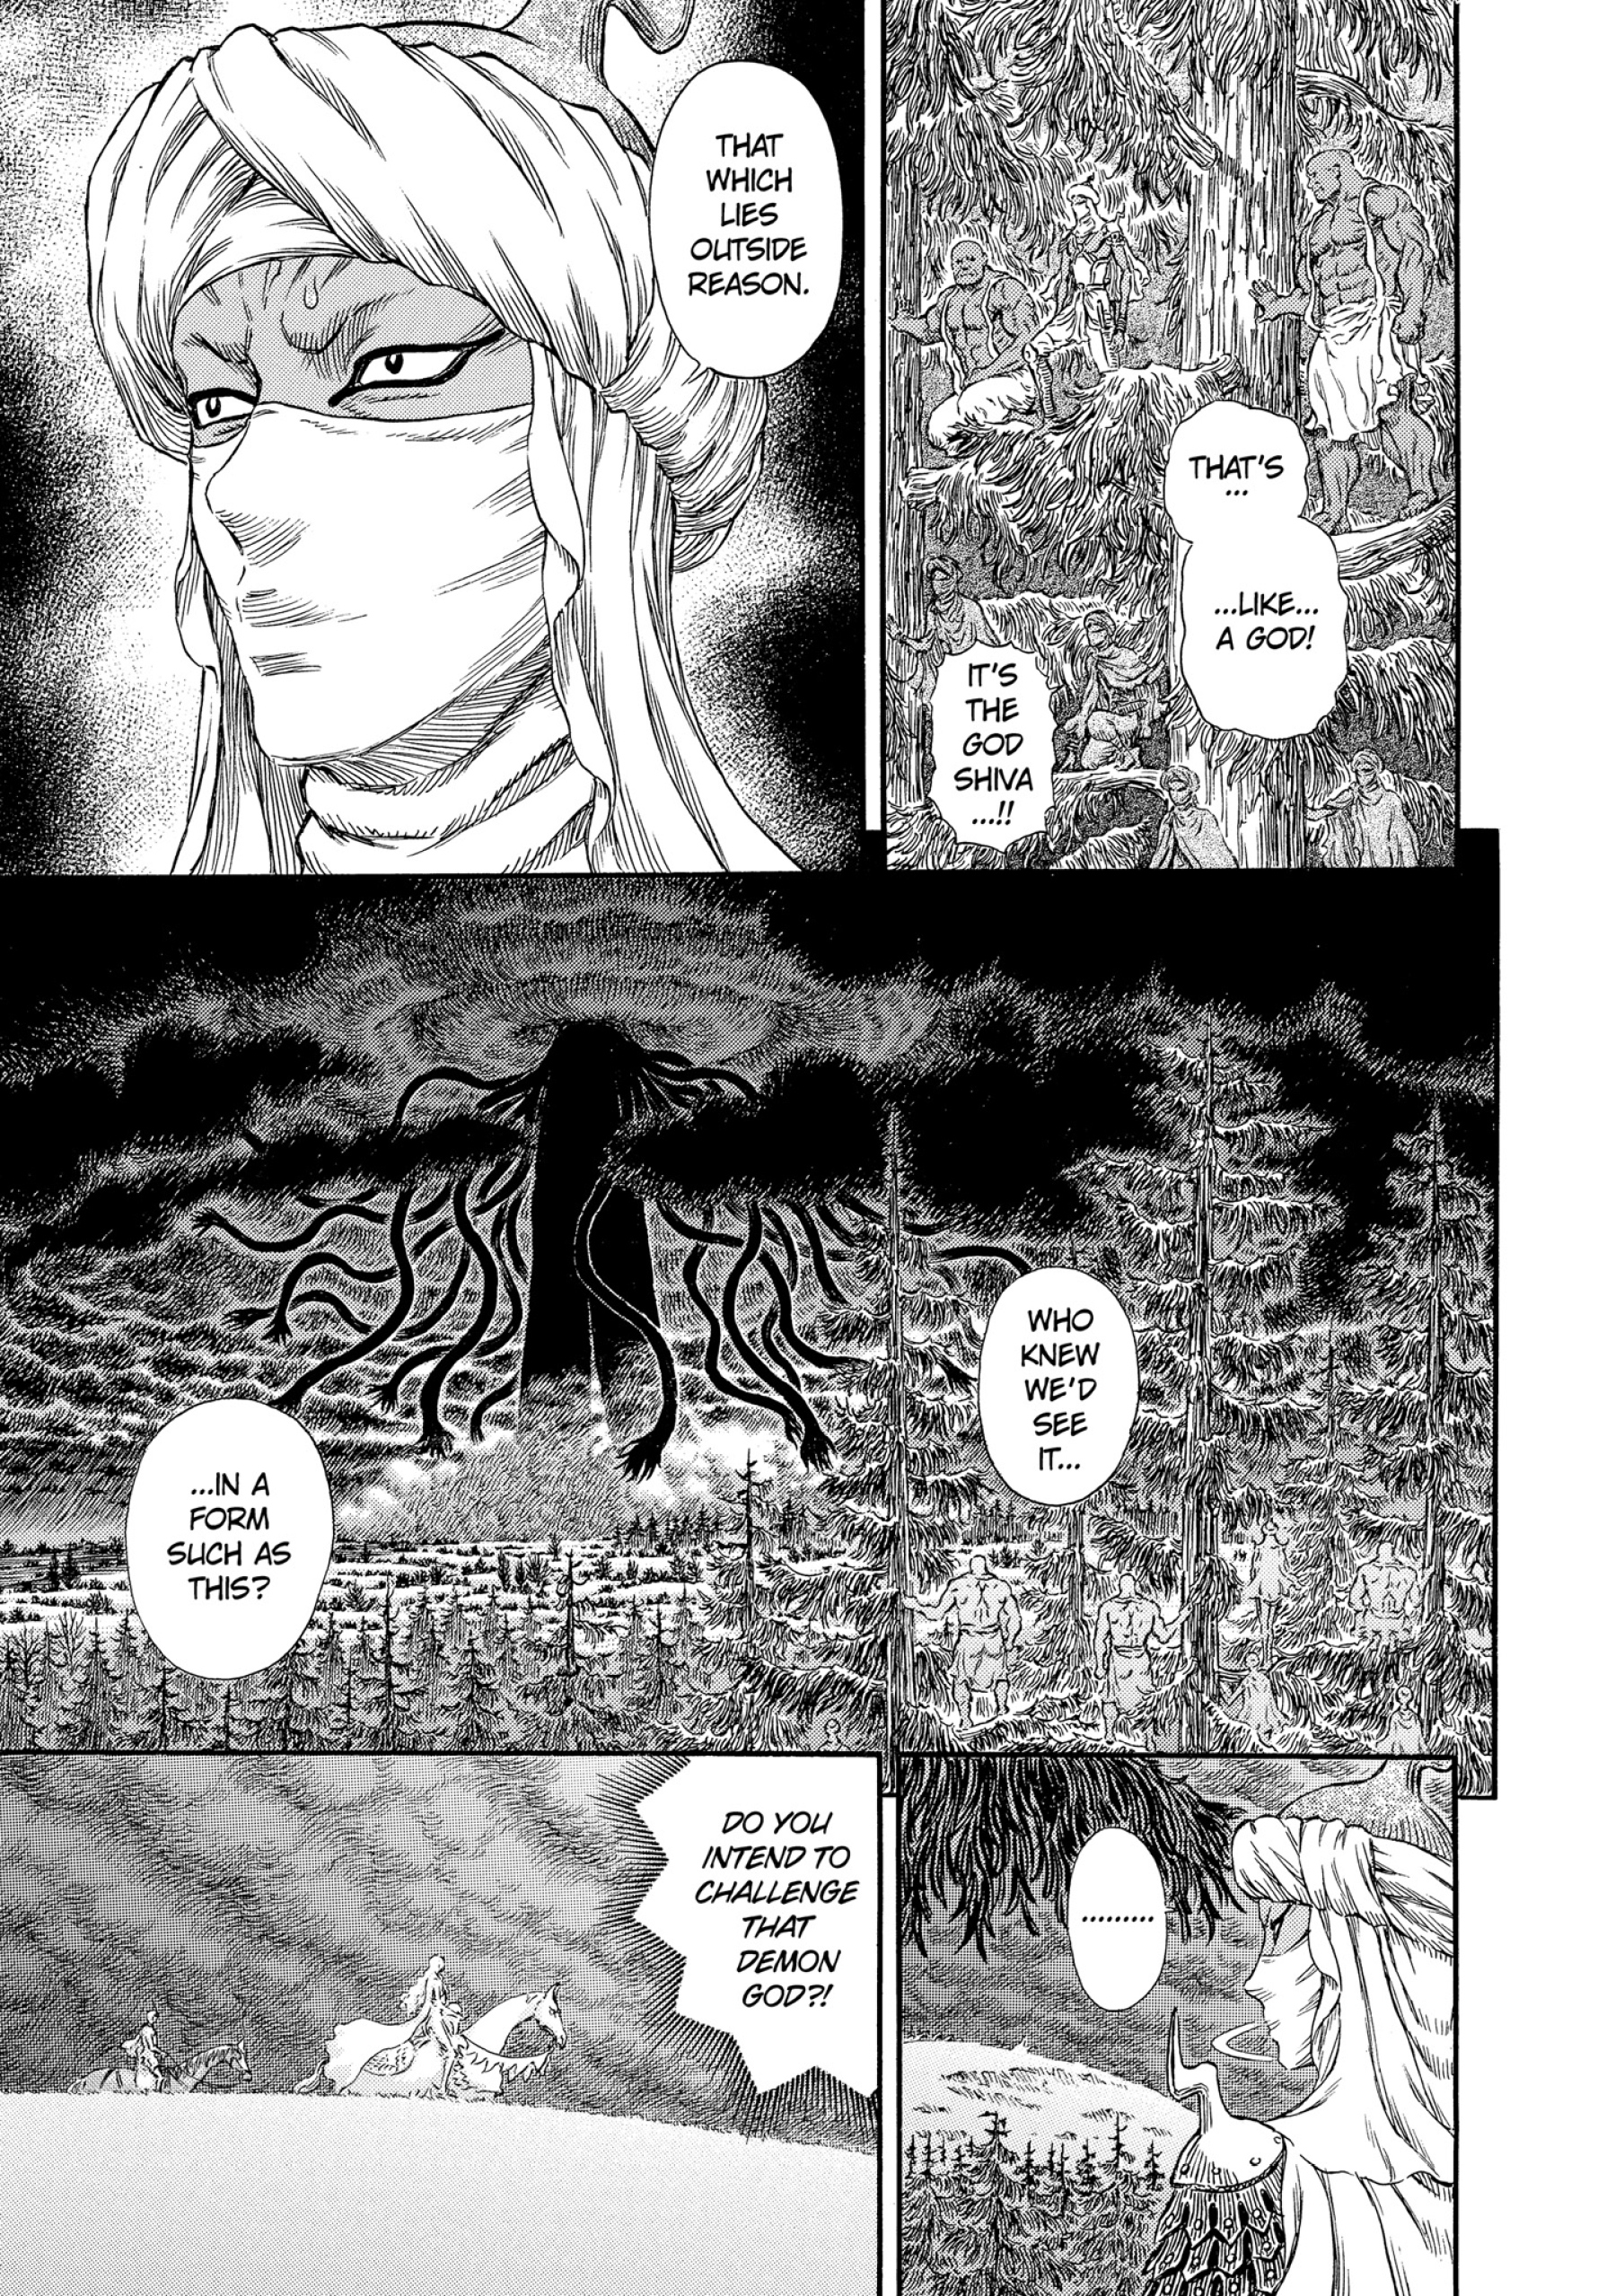 THAT'S
...
...LIKE...
A GOD!
IT'S
THE
GOD
SHIVA
...!!
THAT
WHICH
LIES
OUTSIDE
REASON.
WHO
KNEW
WE'D
SEE
IT...
...IN A
FORM
SUCH AS
THIS?
..........
DO YOU
INTEND TO
CHALLENGE
THAT
DEMON
GOD?!